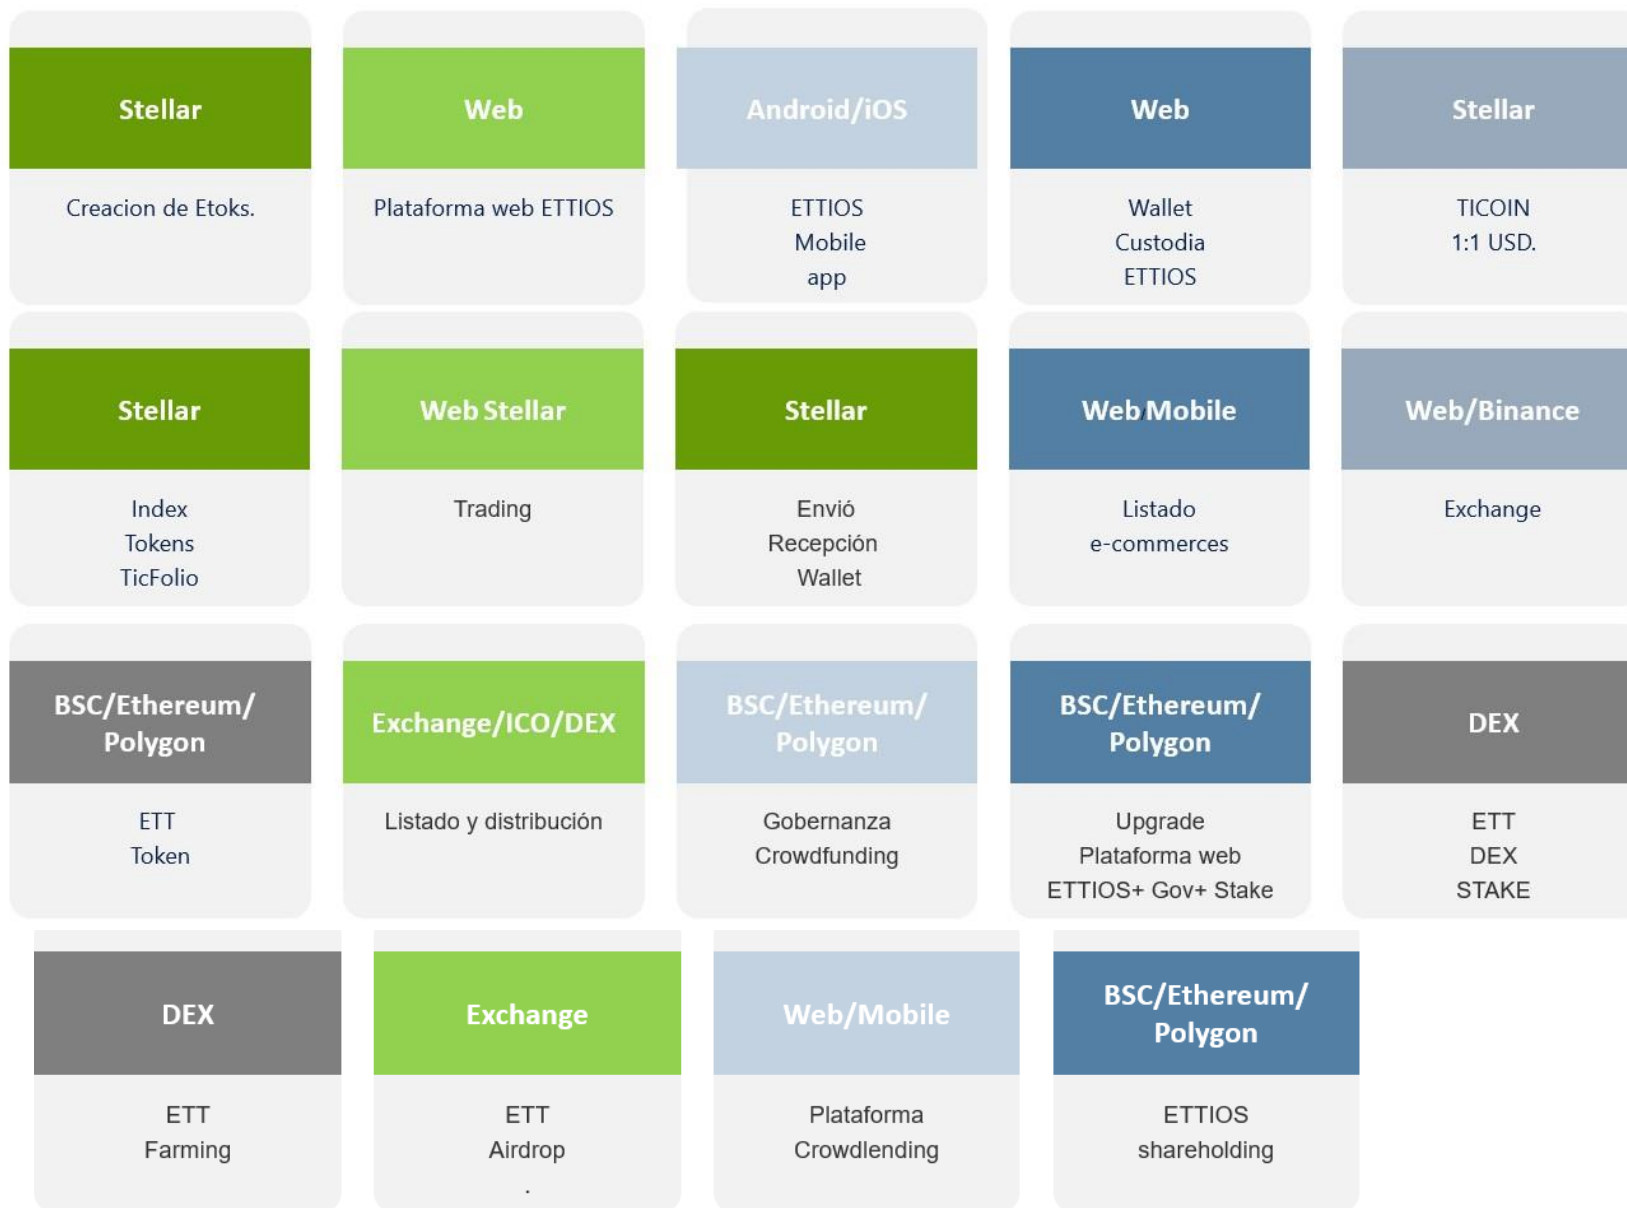 Stellar
Creacion de Etoks.
Web
Plataforma web ETTIOS
Android/iOS
ETTIOS
Mobile
app
Web
Wallet
Custodia
ETTIOS
Stellar
TICOIN
1:1 USD.
Stellar
Index
Tokens
TicFolio
Web Stellar
Trading
Stellar
Envió
Recepción
Wallet
Web/Mobile
Listado
e-commerces
Web/Binance
Exchange
BSC/Ethereum/
Polygon
ETT
Token
Exchange/ICO/DEX
Listado y distribución
BSC/Ethereum/
Polygon
Gobernanza
Crowdfunding
BSC/Ethereum/
Polygon
Upgrade
Plataforma web
ETTIOS+ Gov+ Stake
DEX
ETT
DEX
STAKE
DEX
ETT
Farming
Exchange
ETT
Airdrop
.
Web/Mobile
Plataforma
Crowdlending
BSC/Ethereum/
Polygon
ETTIOS
shareholding